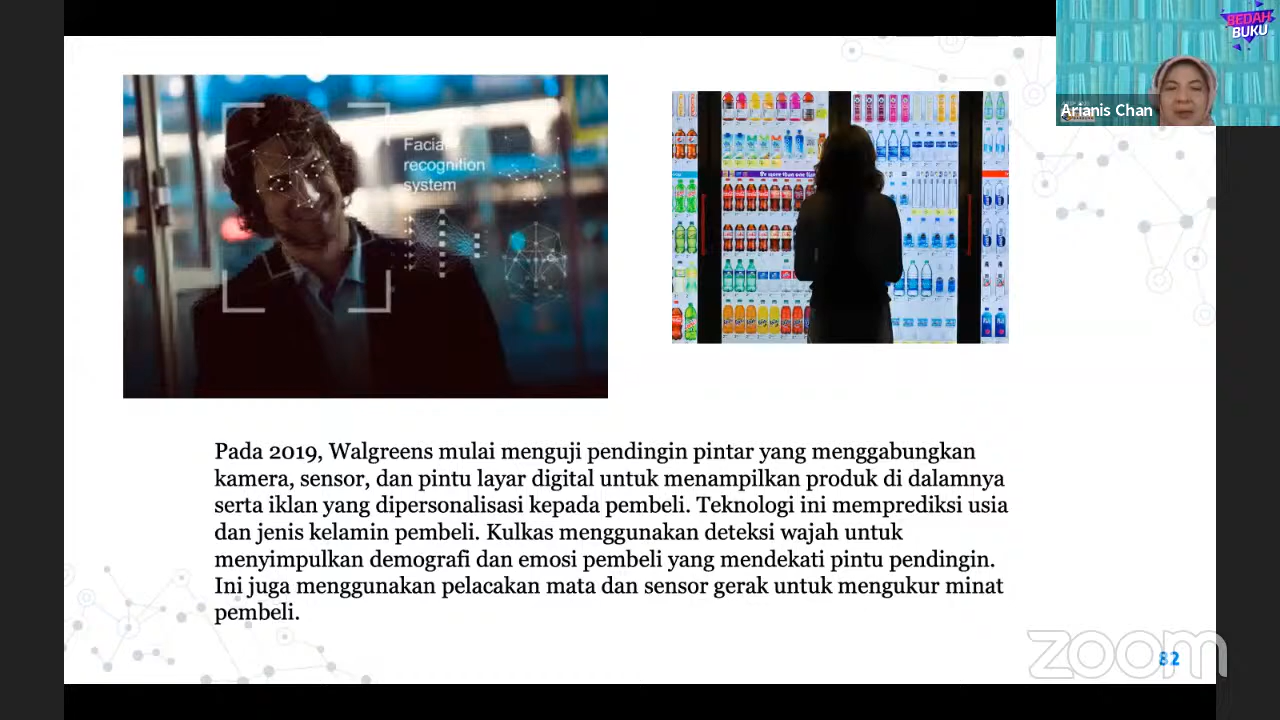 BEDAH
BUKU
Arianis Chan
Facial
recognition
system
Pada 2019, Walgreens mulai menguji pendingin pintar yang menggabungkan
kamera, sensor, dan pintu layar digital untuk menampilkan produk di dalamnya
serta iklan yang dipersonalisasi kepada pembeli. Teknologi ini memprediksi usia
dan jenis kelamin pembeli. Kulkas menggunakan deteksi wajah untuk
menyimpulkan demografi dan emosi pembeli yang mendekati pintu pendingin.
Ini juga menggunakan pelacakan mata dan sensor gerak untuk mengukur minat
pembeli.
zoom
82